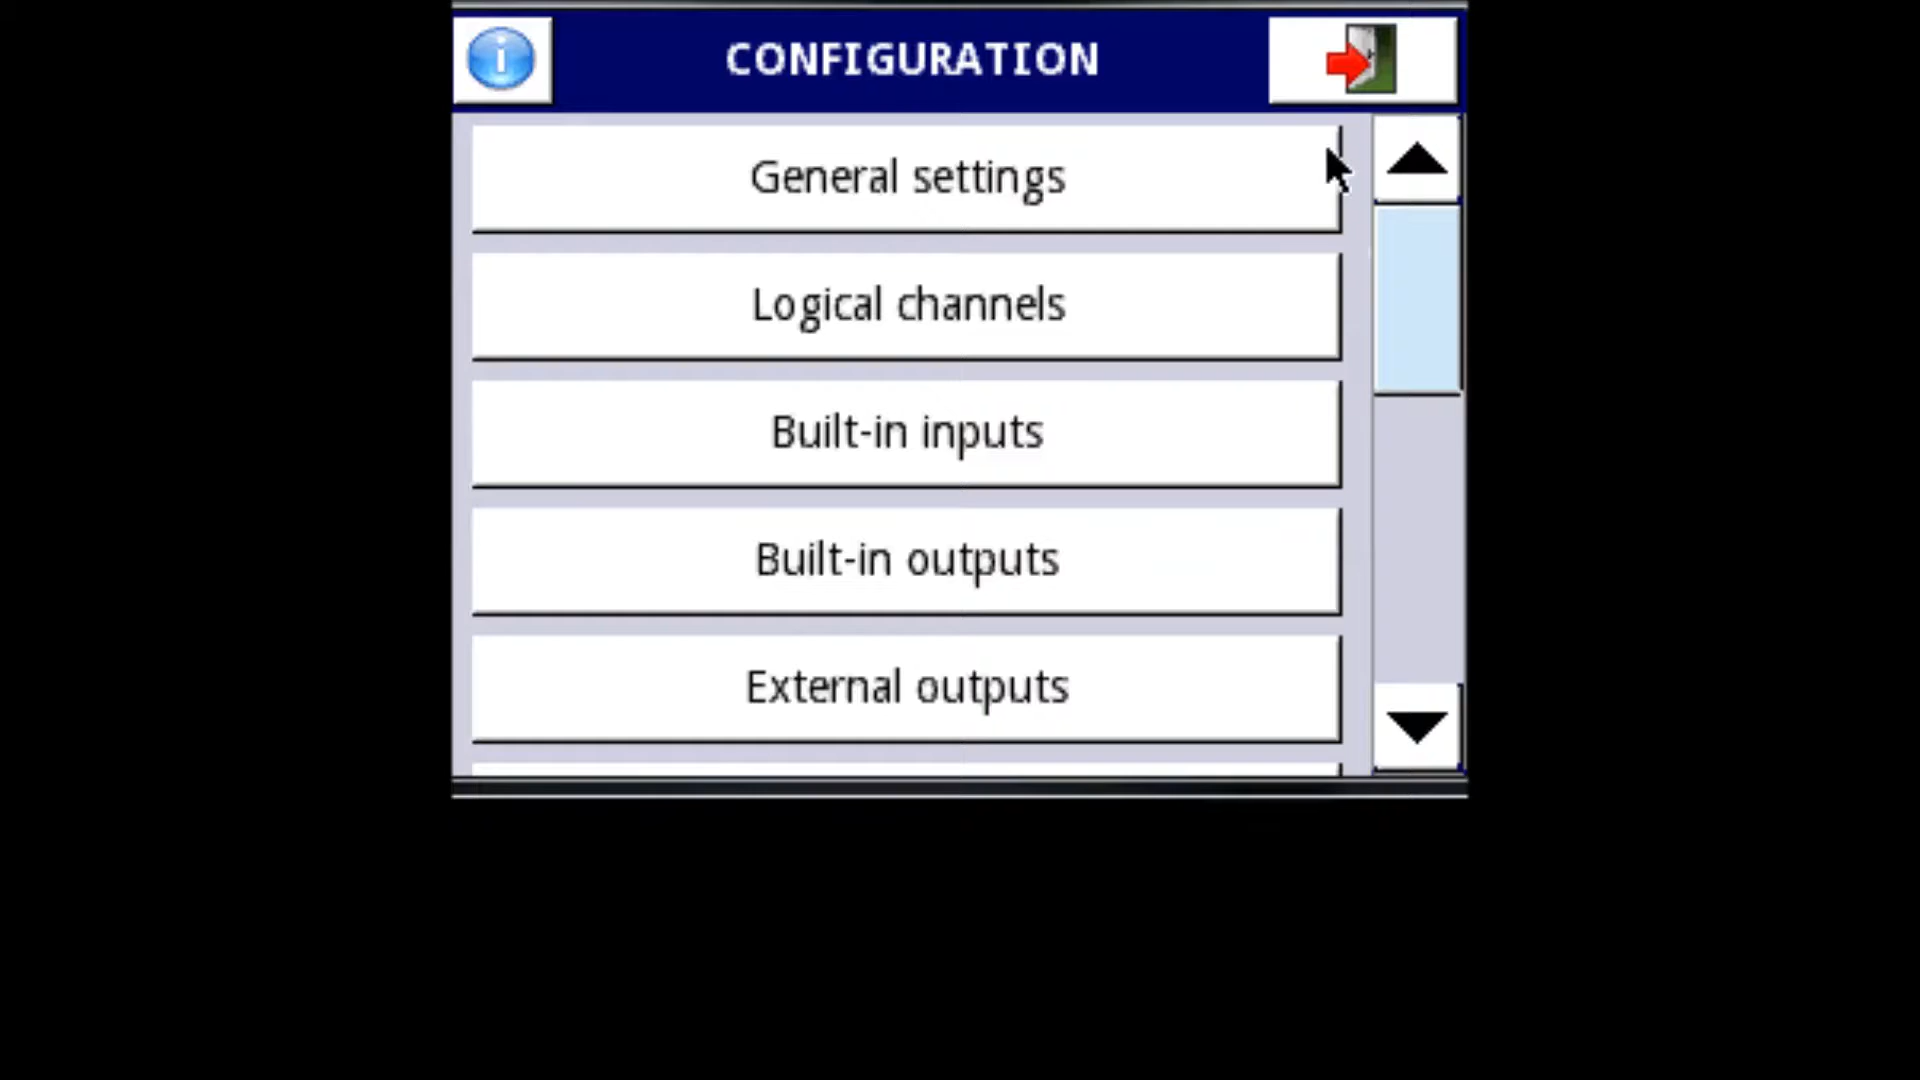 CONFIGURATION
General settings
Logical channels
Built-in inputs
Built-in outputs
External outputs